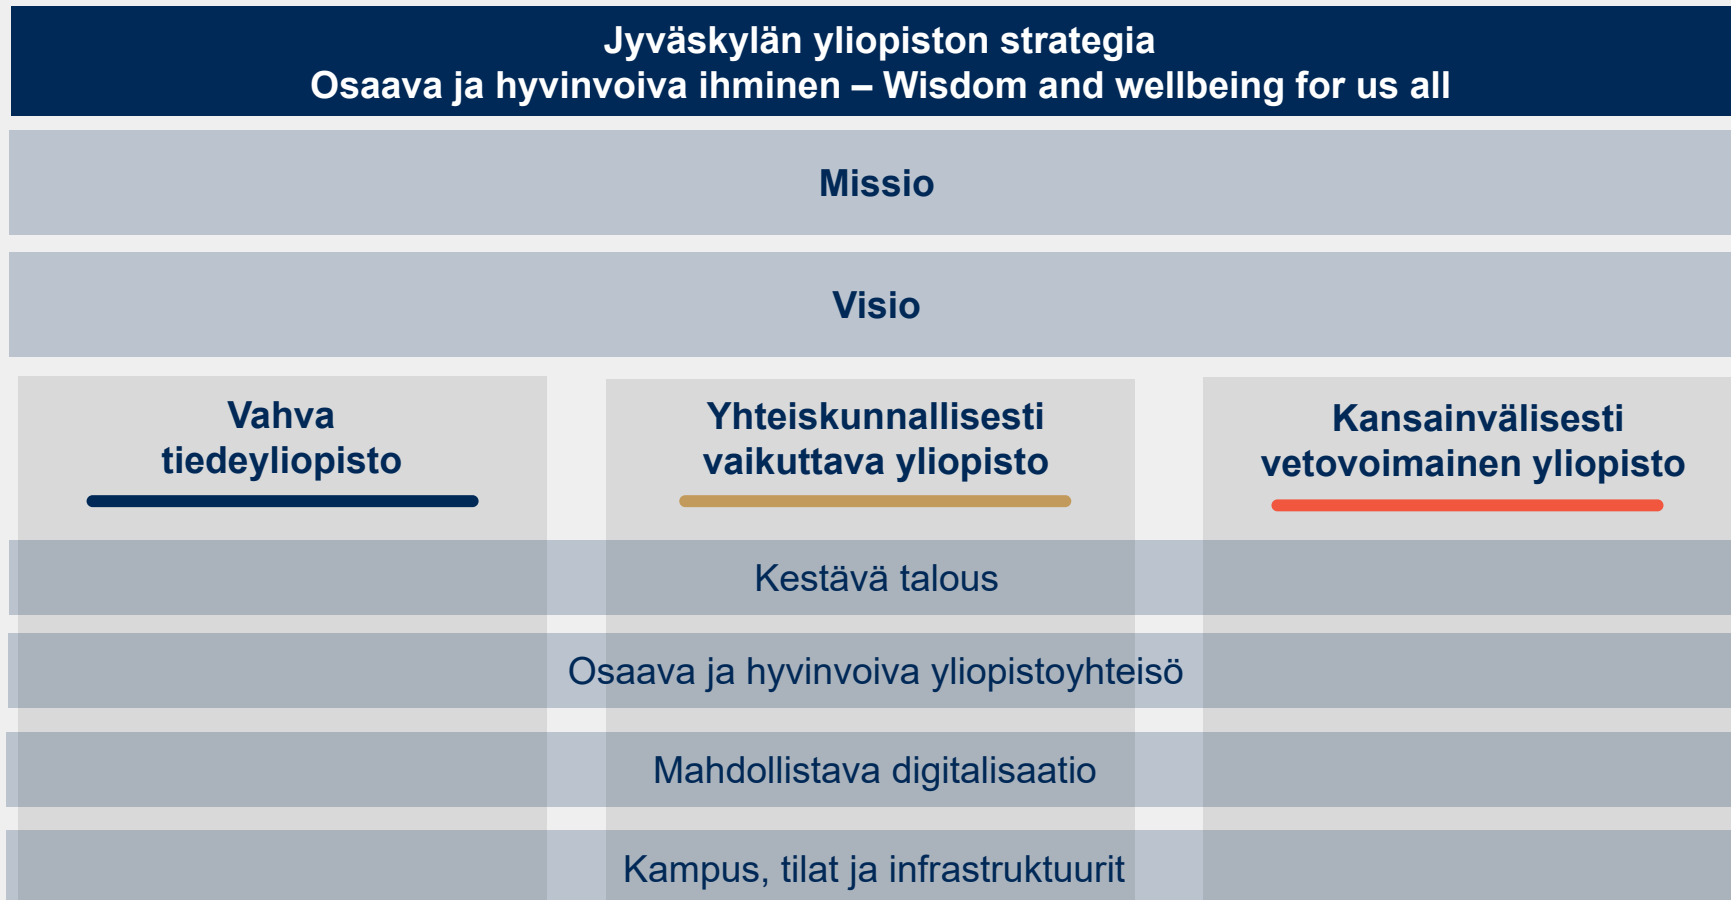 Jyväskylän yliopiston strategia
Osaava ja hyvinvoiva ihminen – Wisdom and wellbeing for us all
Missio
Visio
Vahva
tiedeyliopisto
Yhteiskunnallisesti
vaikuttava yliopisto
Kansainvälisesti
vetovoimainen yliopisto
Kestävä talous
Osaava ja hyvinvoiva yliopistoyhteisö
Mahdollistava digitalisaatio
Kampus, tilat ja infrastruktuurit